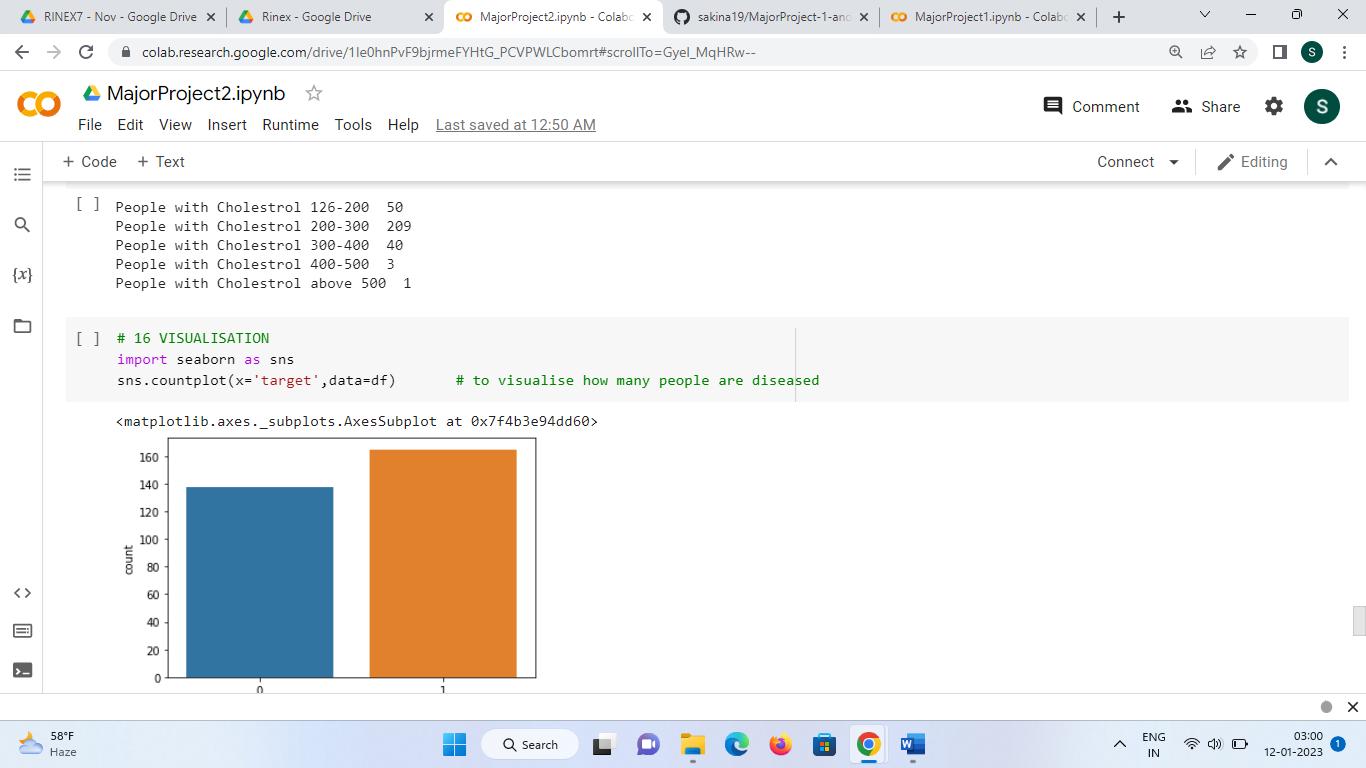 RINEX7 - Nov - Google Drive
Rinex - Google Drive
MajorProject2.ipynb - Colabo
sakina19/MajorProject-1-and
MajorProject1.ipynb - Colabo
colab.research.google.com/drive/1Ie0hnPvF9bjrmeFYHtG_PCVPWLCbomrt#scrollTo=Gyel_MqHRw--
S
MajorProject2.ipynb
Comment
Share
S
File Edit View Insert Runtime Tools Help Last saved at 12:50 AM
+ Code + Text
Connect
Editing
{x}
[ ]
People with Cholestrol 126-200 50
People with Cholestrol 200-300 209
People with Cholestrol 300-400 40
People with Cholestrol 400-500 3
People with Cholestrol above 500 1
[ ] # 16 VISUALISATION
import seaborn as sns
sns.countplot(x='target',data=df) # to visualise how many people are diseased
<matplotlib.axes._subplots.AxesSubplot at 0x7f4b3e94dd60>
160
140
120
100
80
60
40
20
0
count
0 1
58°F
Haze
Search
ENG
IN
03:00
12-01-2023
1